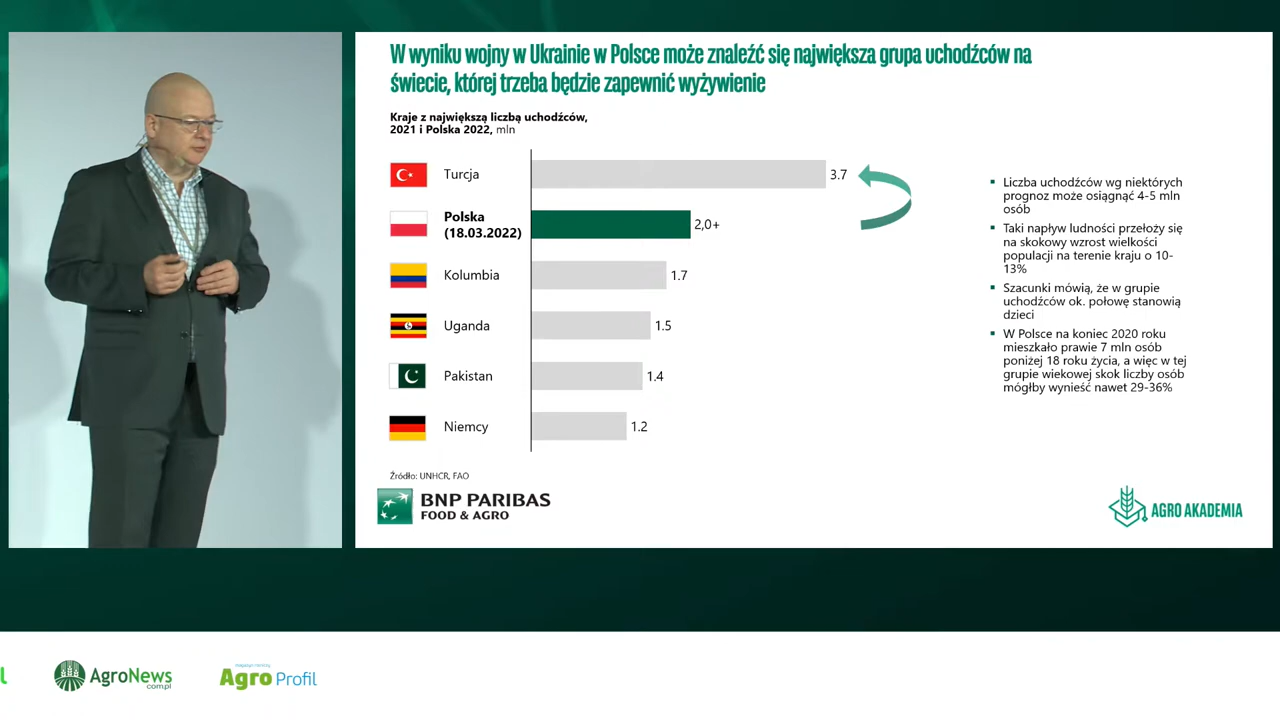 W wyniku wojny w Ukrainie w Polsce może znaleźć się największa grupa uchodźców na
świecie, której trzeba będzie zapewnić wyżywienie
Kraje z największą liczbą uchodźców,
2021 i Polska 2022, mln
Turcja 3.7
Polska
(18.03.2022) 2,0+
Kolumbia 1.7
Uganda 1.5
Pakistan 1.4
Niemcy 1.2
Liczba uchodźców wg niektórych
prognoz może osiągnąć 4-5 mln
osób
Taki napływ ludności przełoży się
na skokowy wzrost wielkości
populacji na terenie kraju o 10-
13%
Szacunki mówią, że w grupie
uchodźców ok. połowę stanowią
dzieci
W Polsce na koniec 2020 roku
mieszkało prawie 7 mln osób
poniżej 18 roku życia, a więc w tej
grupie wiekowej skok liczby osób
mógłby wynieść nawet 29-36%
Źródło: UNHCR, FAO
BNP PARIBAS
FOOD & AGRO
AGRO AKADEMIA
AgroNews
com.pl
Agro Profil